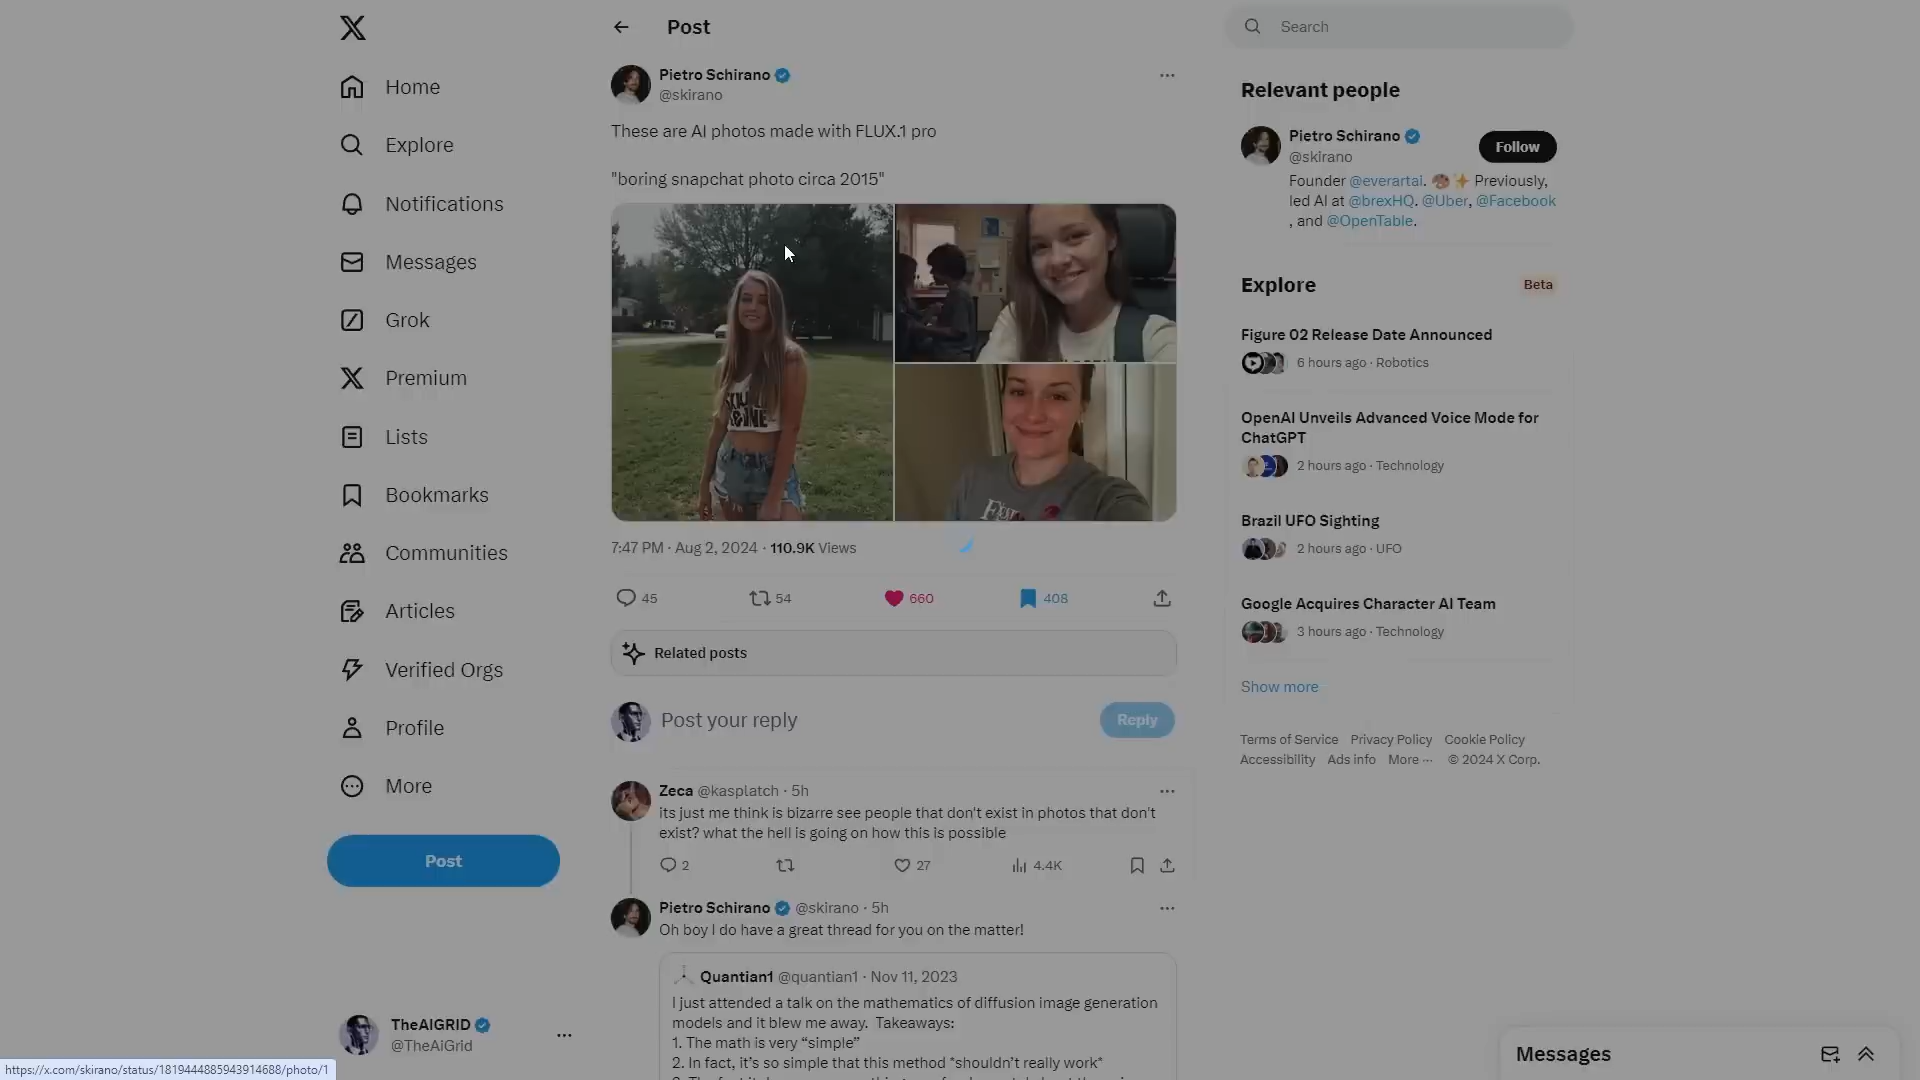 Home
Explore
Notifications
Messages
Grok
Premium
Lists
Bookmarks
Communities
Articles
Verified Orgs
Profile
More
Post
TheAIGRID
@TheAiGrid
https://x.com/skirano/status/1819444885943914688/photo/1
Post
Pietro Schirano
@skirano
These are AI photos made with FLUX.1 pro
"boring snapchat photo circa 2015"
7:47 PM · Aug 2, 2024 · 110.9K Views
45 54 660 408
Related posts
Post your reply
Reply
Zeca @kasplatch · 5h
its just me think is bizarre see people that don't exist in photos that don't
exist? what the hell is going on how this is possible
2 27 4.4K
Pietro Schirano @skirano · 5h
Oh boy I do have a great thread for you on the matter!
Quantian1 @quantian1 · Nov 11, 2023
I just attended a talk on the mathematics of diffusion image generation
models and it blew me away. Takeaways:
1. The math is very “simple”
2. In fact, it’s so simple that this method *shouldn’t really work*
Search
Relevant people
Pietro Schirano
@skirano
Follow
Founder @everartai. 🎨✨ Previously,
led AI at @brexHQ. @Uber, @Facebook
, and @OpenTable.
Explore
Beta
Figure 02 Release Date Announced
6 hours ago · Robotics
OpenAI Unveils Advanced Voice Mode for
ChatGPT
2 hours ago · Technology
Brazil UFO Sighting
2 hours ago · UFO
Google Acquires Character AI Team
3 hours ago · Technology
Show more
Terms of Service Privacy Policy Cookie Policy
Accessibility Ads info More ··· © 2024 X Corp.
Messages